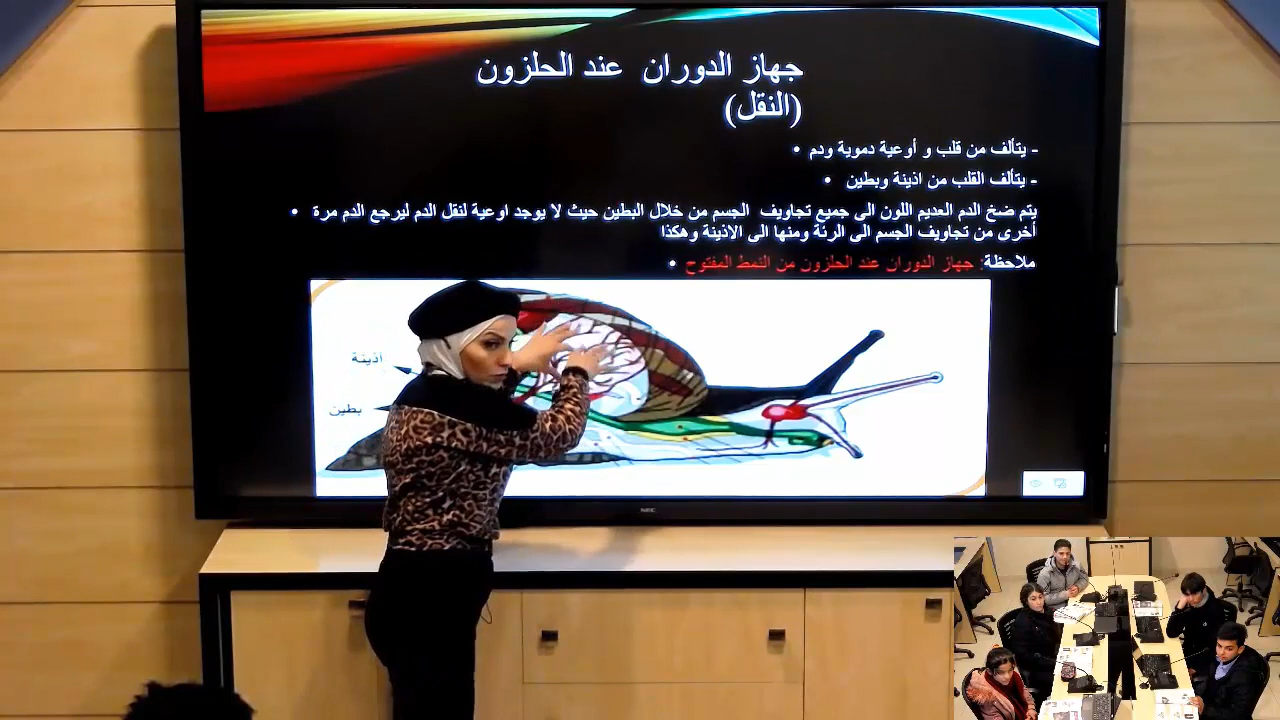 جهاز الدوران عند الحلزون
(النقل)
- يتألف من قلب و أوعية دموية ودم •
- يتألف القلب من اذينة وبطين •
يتم ضخ الدم العديم اللون الى جميع تجاويف الجسم من خلال البطين حيث لا يوجد اوعية لنقل الدم ليرجع الدم مرة •
أخرى من تجاويف الجسم الى الرئة ومنها الى الاذينة وهكذا
ملاحظة: جهاز الدوران عند الحلزون من النمط المفتوح •
اذينة
بطين
NEC